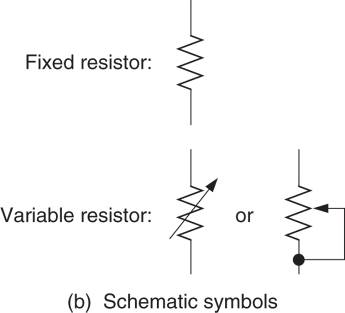 Fixed resistor:
Variable resistor: or
(b) Schematic symbols